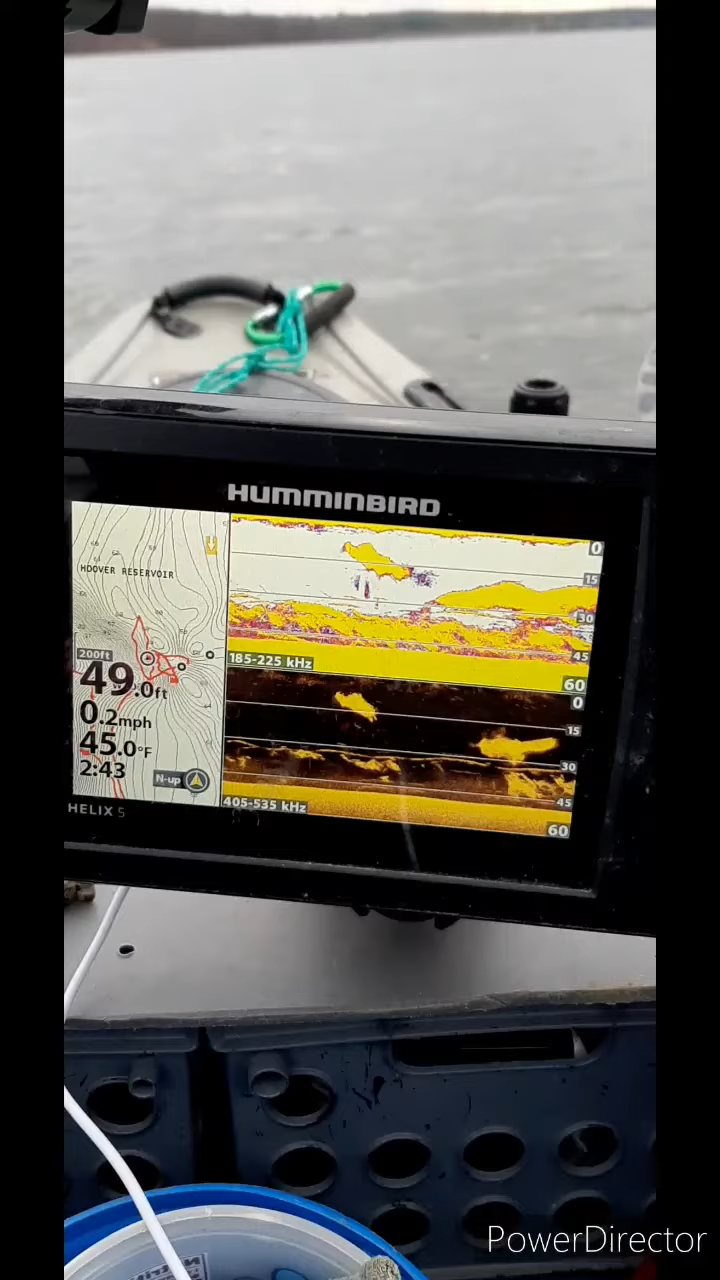 HUMMINBIRD
HOOVER RESERVOIR
200ft
49.0ft
0.2mph
45.0°F
2:43
N-up
HELIX 5
0
15
30
45
185-225 kHz
60
0
15
30
45
405-535 kHz
60
PowerDirector